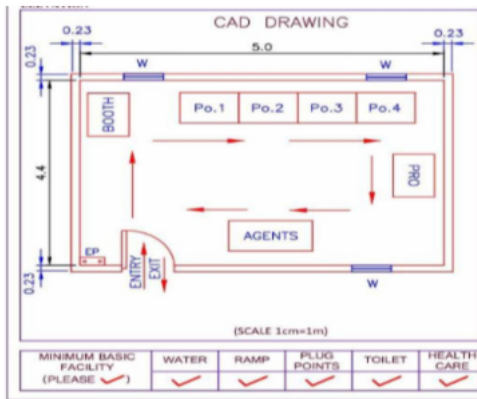 CAD DRAWING
0.23
5.0
0.23
0.23
W
W
BOOTH
Po.1 Po.2 Po.3 Po.4
4.4
PRO
AGENTS
EP
ENTRY
EXIT
0.23
W
(SCALE 1cm=1m)
MINIMUM BASIC FACILITY (PLEASE ✓)
WATER
RAMP
PLUG POINTS
TOILET
HEALTH CARE
✓ ✓ ✓ ✓ ✓